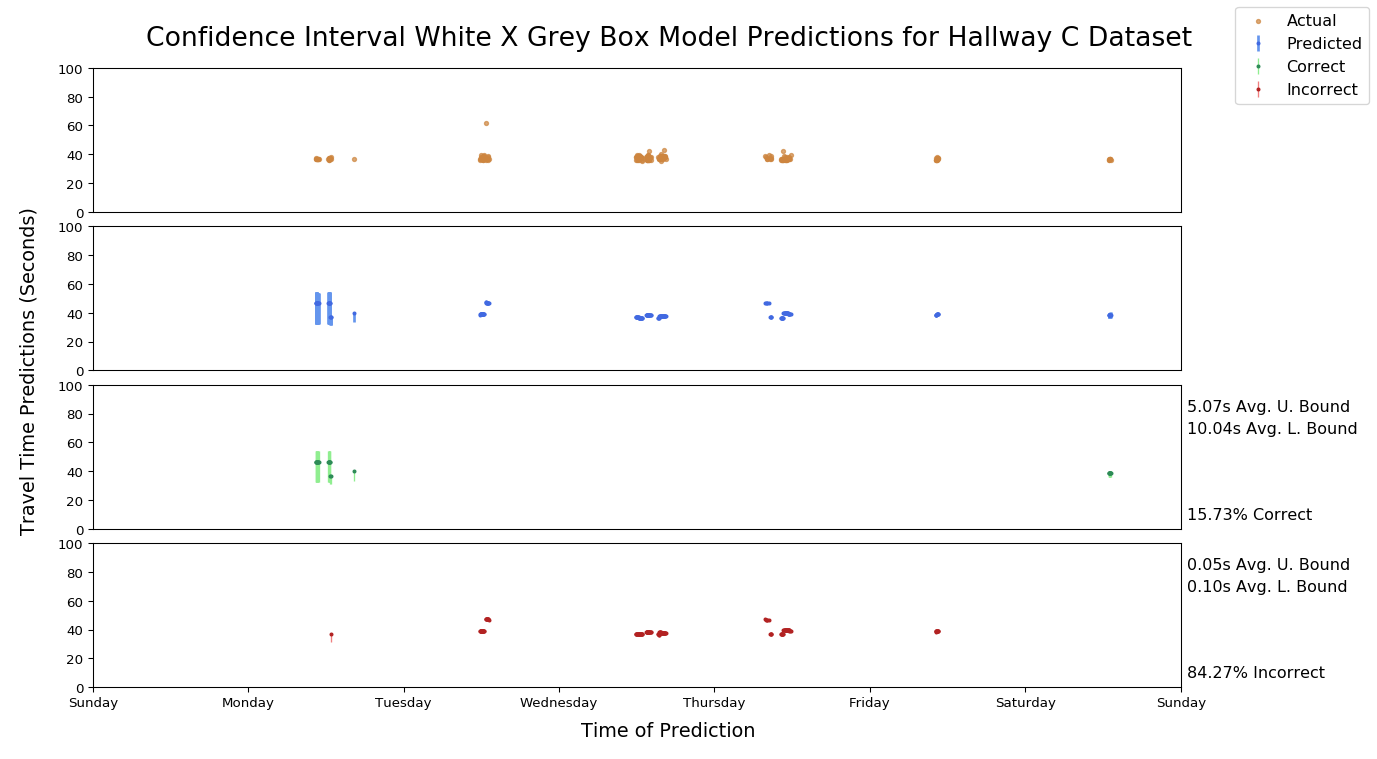 Confidence Interval White X Grey Box Model Predictions for Hallway C Dataset
Actual
Predicted
Correct
Incorrect
Travel Time Predictions (Seconds)
100
80
60
40
20
0
100
80
60
40
20
0
100
80
60
40
20
0
5.07s Avg. U. Bound
10.04s Avg. L. Bound
15.73% Correct
100
80
60
40
20
0
0.05s Avg. U. Bound
0.10s Avg. L. Bound
84.27% Incorrect
Sunday
Monday
Tuesday
Wednesday
Thursday
Friday
Saturday
Sunday
Time of Prediction